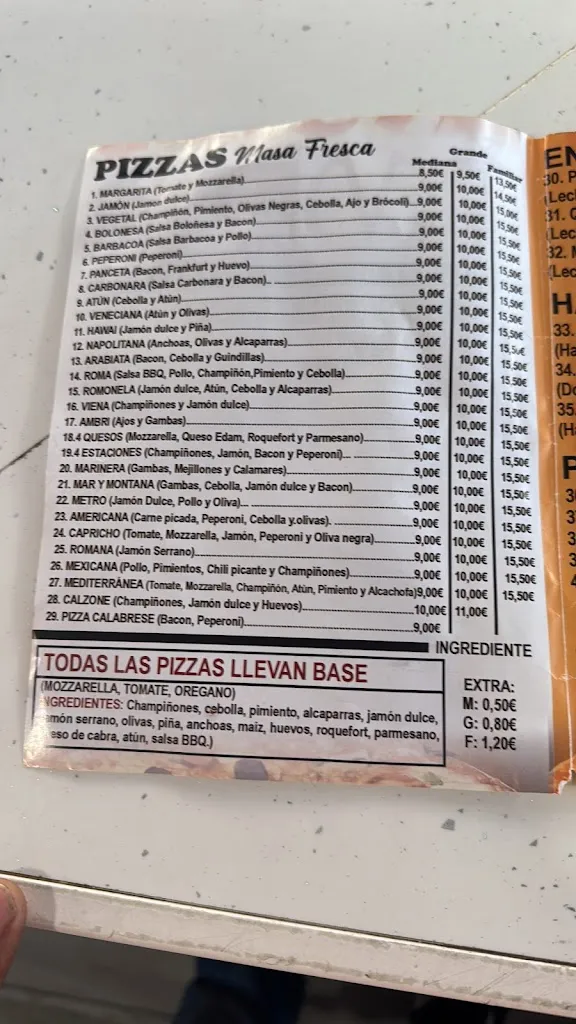 PIZZAS Masa Fresca
Mediana Grande Familiar
1. MARGARITA (Tomate y Mozzarella) 8,50€ 9,50€ 13,50€
2. JAMÓN (Jamon dulce) 9,00€ 10,00€ 14,50€
3. VEGETAL (Champiñón, Pimiento, Olivas Negras, Cebolla, Ajo y Brócoli) 9,00€ 10,00€ 15,00€
4. BOLONESA (Salsa Boloñesa y Bacon) 9,00€ 10,00€ 15,50€
5. BARBACOA (Salsa Barbacoa y Pollo) 9,00€ 10,00€ 15,50€
6. PEPERONI (Peperoni) 9,00€ 10,00€ 15,50€
7. PANCETA (Bacon, Frankfurt y Huevo) 9,00€ 10,00€ 15,50€
8. CARBONARA (Salsa Carbonara y Bacon) 9,00€ 10,00€ 15,50€
9. ATÚN (Cebolla y Atún) 9,00€ 10,00€ 15,50€
10. VENECIANA (Atún y Olivas) 9,00€ 10,00€ 15,50€
11. HAWAI (Jamón dulce y Piña) 9,00€ 10,00€ 15,50€
12. NAPOLITANA (Anchoas, Olivas y Alcaparras) 9,00€ 10,00€ 15,50€
13. ARABIATA (Bacon, Cebolla y Guindillas) 9,00€ 10,00€ 15,50€
14. ROMA (Salsa BBQ, Pollo, Champiñón,Pimiento y Cebolla) 9,00€ 10,00€ 15,50€
15. ROMONELA (Jamón dulce, Atún, Cebolla y Alcaparras) 9,00€ 10,00€ 15,50€
16. VIENA (Champiñones y Jamón dulce) 9,00€ 10,00€ 15,50€
17. AMBRI (Ajos y Gambas) 9,00€ 10,00€ 15,50€
18.4 QUESOS (Mozzarella, Queso Edam, Roquefort y Parmesano) 9,00€ 10,00€ 15,50€
19.4 ESTACIONES (Champiñones, Jamón, Bacon y Peperoni) 9,00€ 10,00€ 15,50€
20. MARINERA (Gambas, Mejillones y Calamares) 9,00€ 10,00€ 15,50€
21. MAR Y MONTANA (Gambas, Cebolla, Jamón dulce y Bacon) 9,00€ 10,00€ 15,50€
22. METRO (Jamón Dulce, Pollo y Oliva) 9,00€ 10,00€ 15,50€
23. AMERICANA (Carne picada, Peperoni, Cebolla y.olivas). 9,00€ 10,00€ 15,50€
24. CAPRICHO (Tomate, Mozzarella, Jamón, Peperoni y Oliva negra) 9,00€ 10,00€ 15,50€
25. ROMANA (Jamón Serrano) 9,00€ 10,00€ 15,50€
26. MEXICANA (Pollo, Pimientos, Chili picante y Champiñones) 9,00€ 10,00€ 15,50€
27. MEDITERRÁNEA (Tomate, Mozzarella, Champiñón, Atún, Pimiento y Alcachofa) 9,00€ 10,00€ 15,50€
28. CALZONE (Champiñones, Jamón dulce y Huevos) 10,00€ 11,00€
29. PIZZA CALABRESE (Bacon, Peperoni) 9,00€
TODAS LAS PIZZAS LLEVAN BASE
(MOZZARELLA, TOMATE, OREGANO)
INGREDIENTES: Champiñones, cebolla, pimiento, alcaparras, jamón dulce,
jamón serrano, olivas, piña, anchoas, maiz, huevos, roquefort, parmesano,
eso de cabra, atún, salsa BBQ.)
INGREDIENTE
EXTRA:
M: 0,50€
G: 0,80€
F: 1,20€
EN
30. P
(Lec
31. C
(Lec
32. M
(Lec
HA
33.
(Ha
34.
(Do
35.
(Ha
P